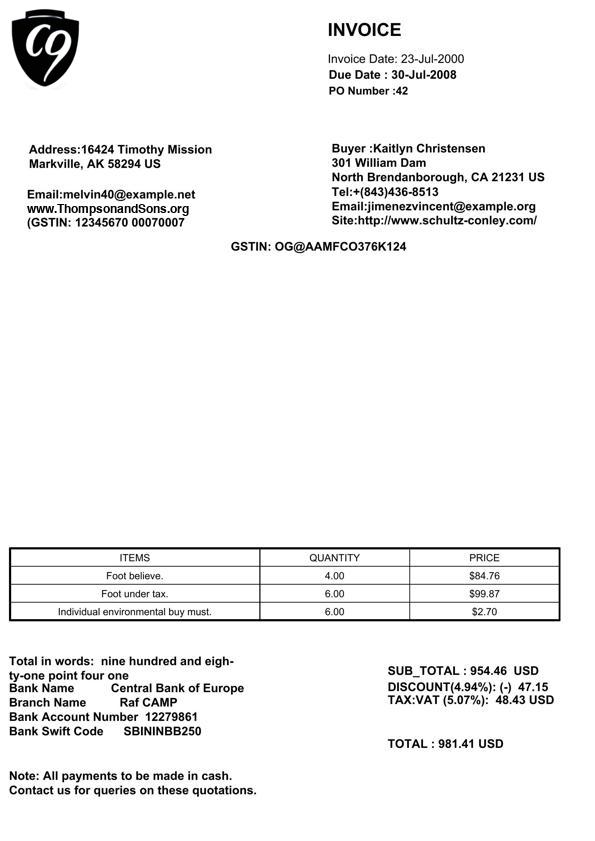 C9
INVOICE
Invoice Date: 23-Jul-2000
Due Date : 30-Jul-2008
PO Number :42
Address:16424 Timothy Mission
Markville, AK 58294 US
Email:melvin40@example.net
www.ThompsonandSons.org
(GSTIN: 12345670 00070007
Buyer :Kaitlyn Christensen
301 William Dam
North Brendanborough, CA 21231 US
Tel:+(843)436-8513
Email:jimenezvincent@example.org
Site:http://www.schultz-conley.com/
GSTIN: OG@AAMFCO376K124
ITEMS QUANTITY PRICE
Foot believe. 4.00 $84.76
Foot under tax. 6.00 $99.87
Individual environmental buy must. 6.00 $2.70
Total in words: nine hundred and eigh-
ty-one point four one
Bank Name Central Bank of Europe
Branch Name Raf CAMP
Bank Account Number 12279861
Bank Swift Code SBININBB250
SUB_TOTAL : 954.46 USD
DISCOUNT(4.94%): (-) 47.15
TAX:VAT (5.07%): 48.43 USD
TOTAL : 981.41 USD
Note: All payments to be made in cash.
Contact us for queries on these quotations.